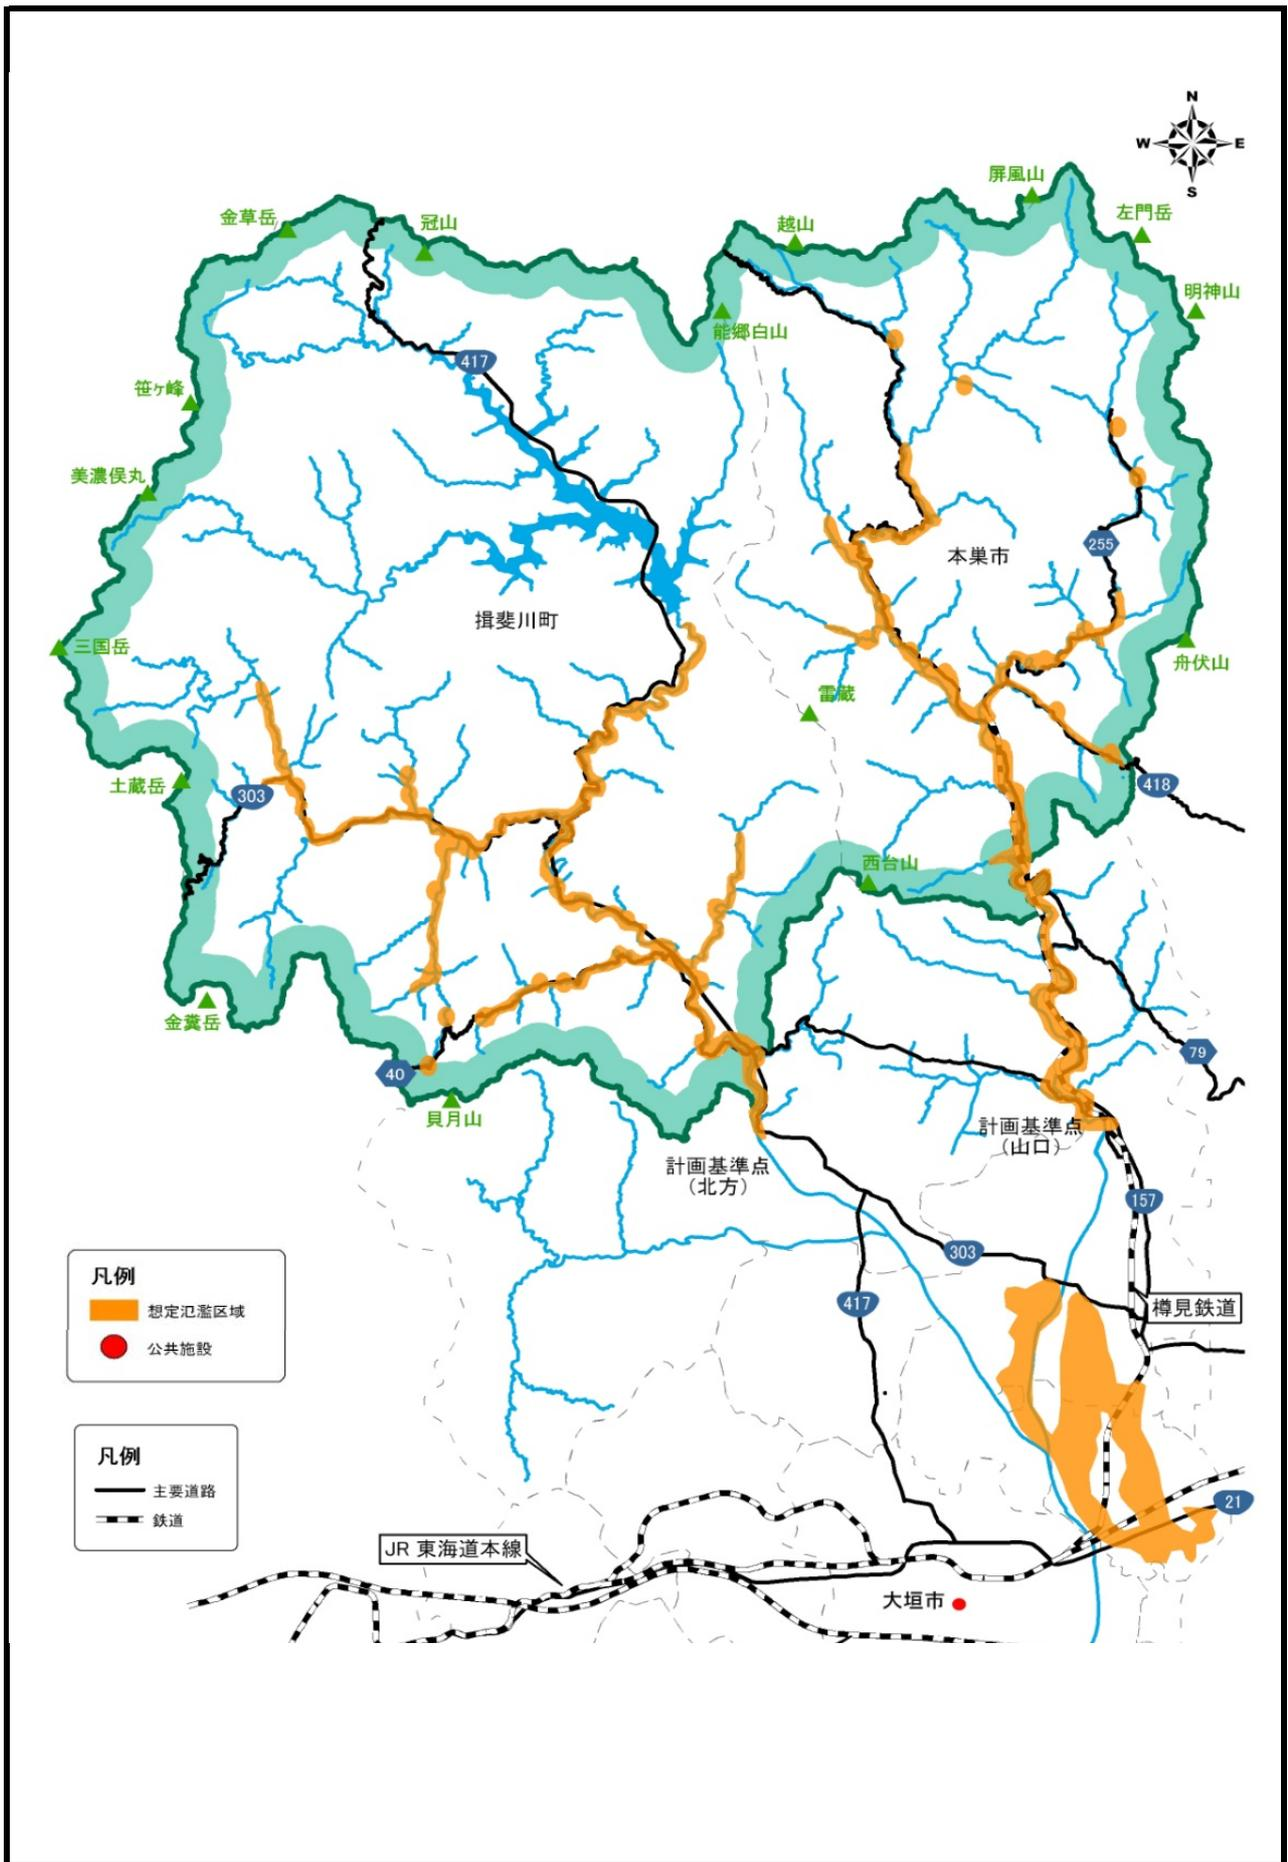 N
W
E
S
屏風山
左門岳
金草岳
冠山
越山
明神山
能郷白山
417
笹ヶ峰
美濃俣丸
255
本巣市
揖斐川町
三国岳
舟伏山
雷蔵
土蔵岳
303
418
西台山
金糞岳
40
79
貝月山
計画基準点
(山口)
計画基準点
(北方)
157
303
凡例
想定氾濫区域
公共施設
417
樽見鉄道
凡例
主要道路
鉄道
21
JR 東海道本線
大垣市